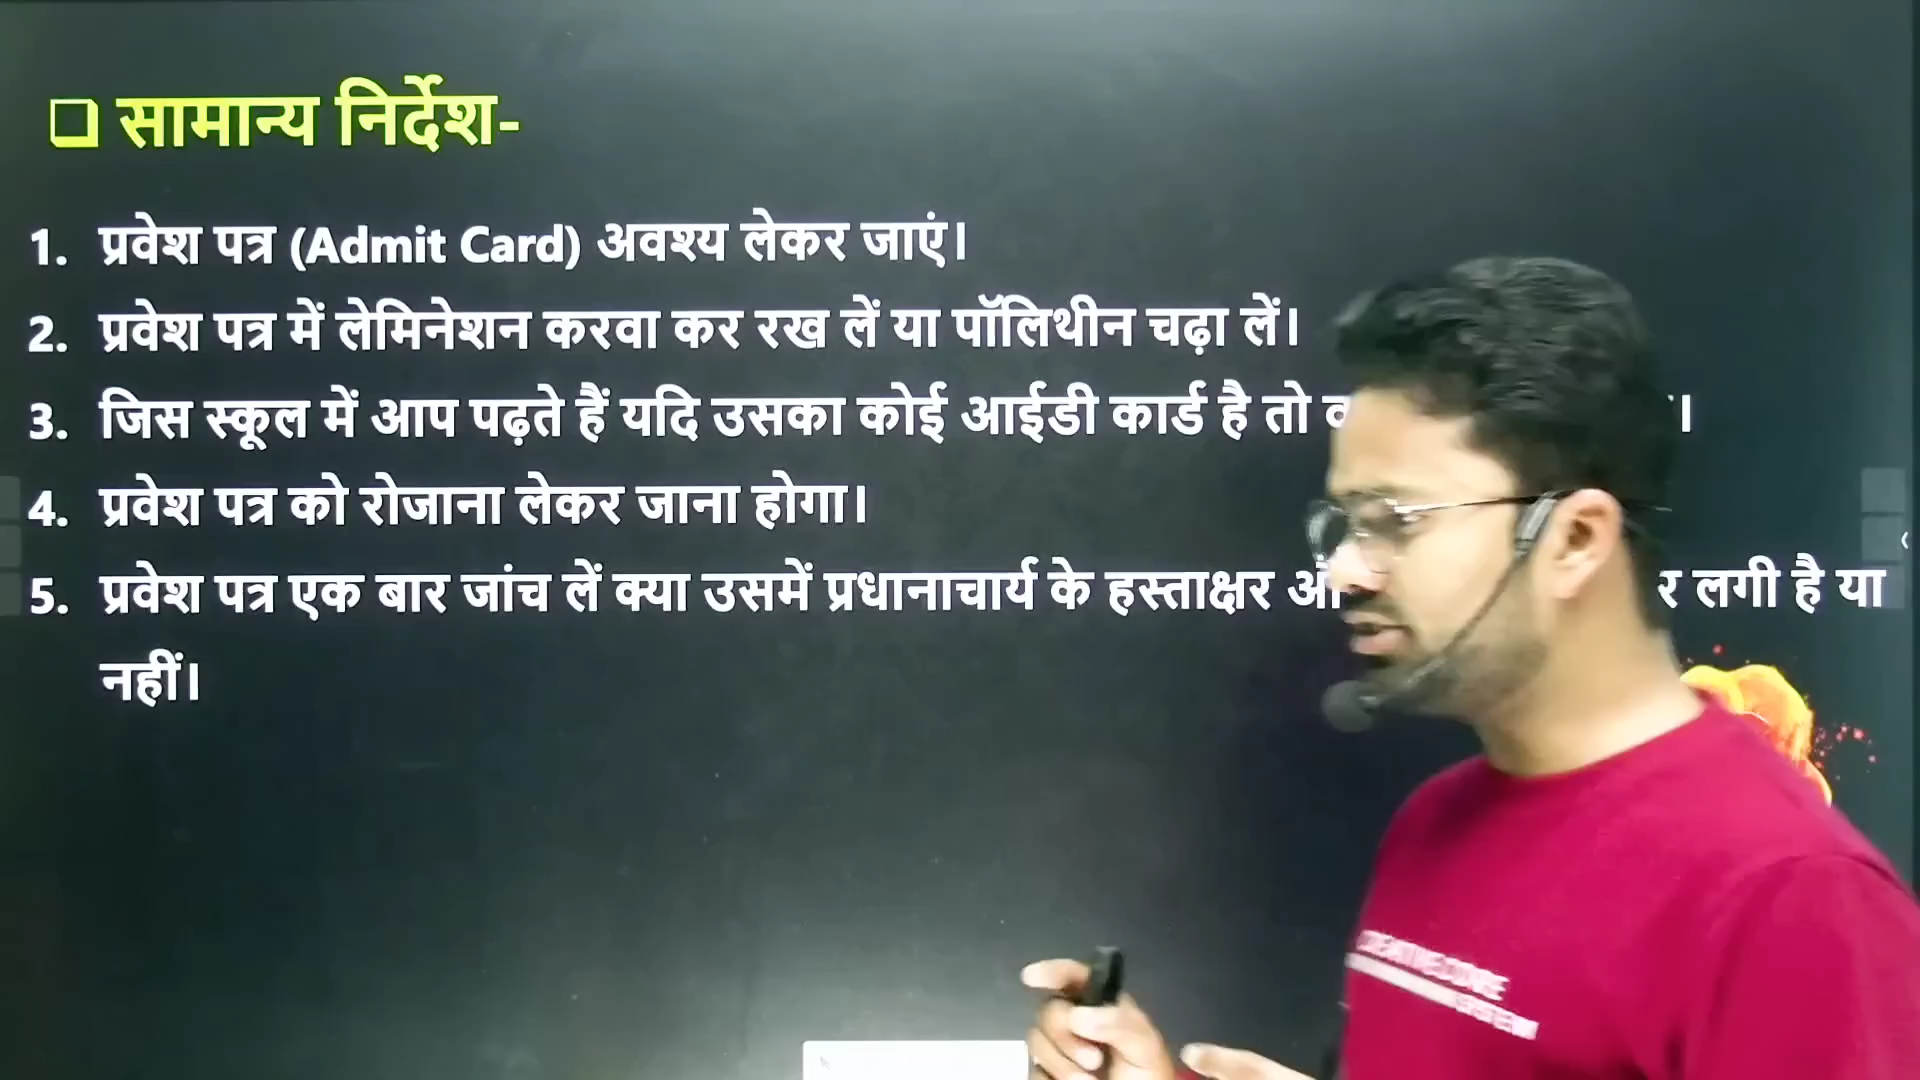 सामान्य निर्देश-
1. प्रवेश पत्र (Admit Card) अवश्य लेकर जाएं।
2. प्रवेश पत्र में लेमिनेशन करवा कर रख लें या पॉलिथीन चढ़ा लें।
3. जिस स्कूल में आप पढ़ते हैं यदि उसका कोई आईडी कार्ड है तो
4. प्रवेश पत्र को रोजाना लेकर जाना होगा।
5. प्रवेश पत्र एक बार जांच लें क्या उसमें प्रधानाचार्य के हस्ताक्षर लगी है या
नहीं।